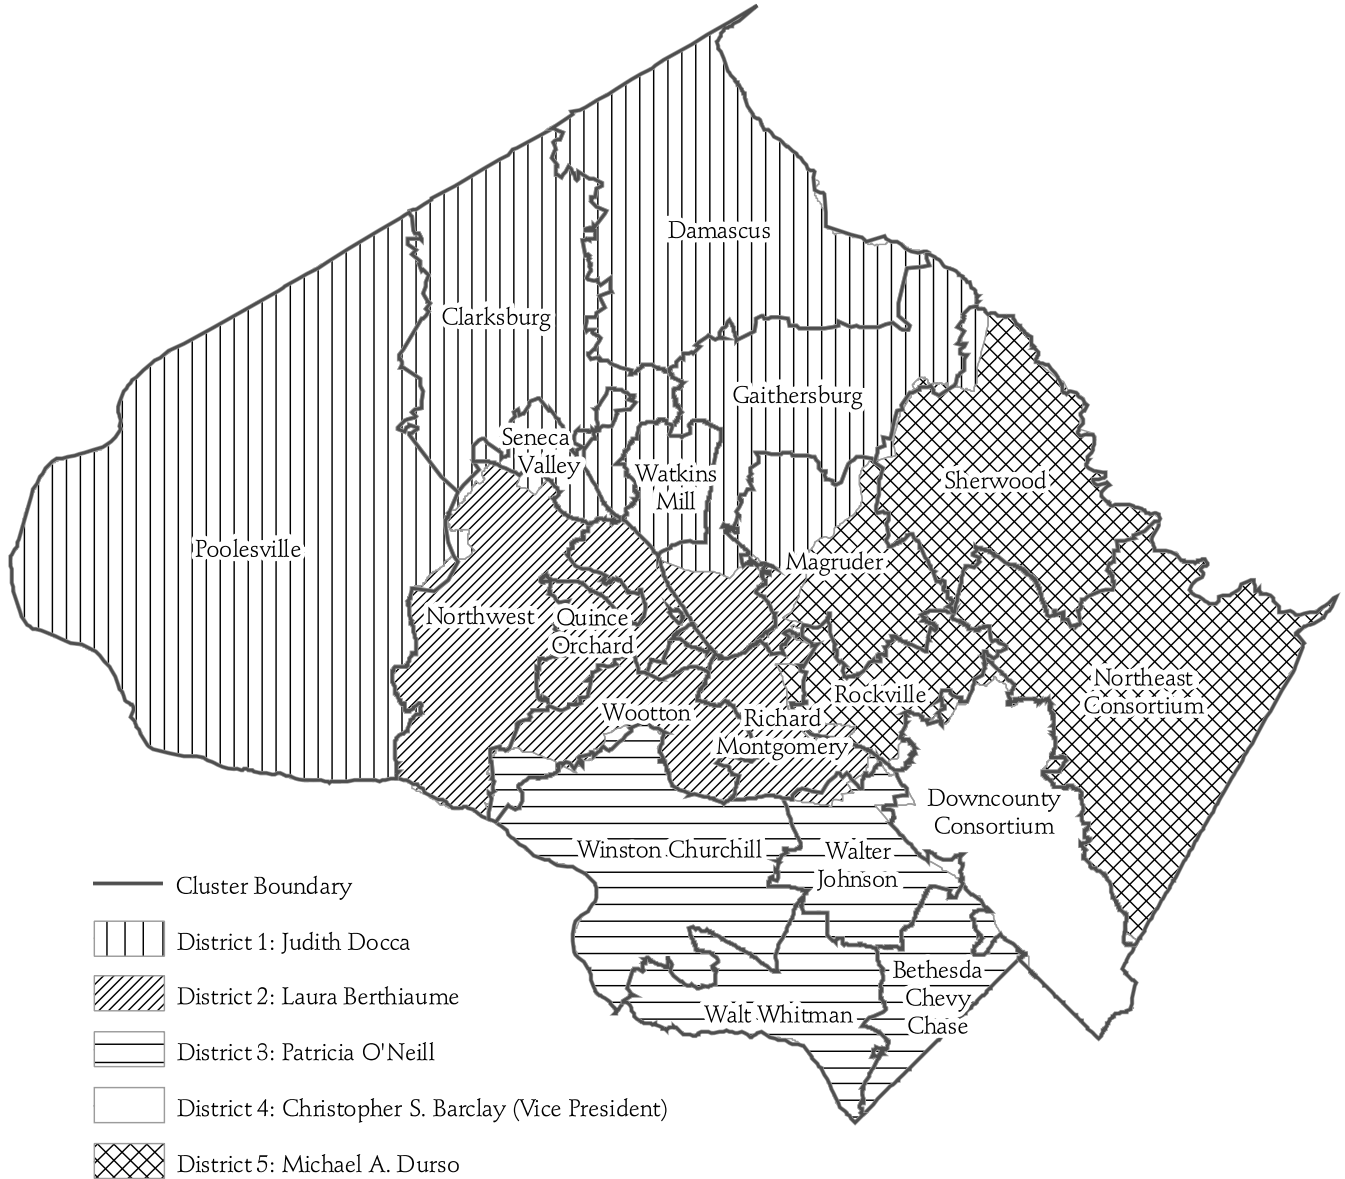 Damascus
Clarksburg
Gaithersburg
Seneca
Valley
Watkins
Mill
Sherwood
Poolesville
Magruder
Northwest
Quince
Orchard
Northeast
Consortium
Rockville
Wootton
Richard
Montgomery
Downcounty
Consortium
Winston Churchill
Walter
Johnson
Bethesda
Chevy
Chase
Walt Whitman
Cluster Boundary
District 1: Judith Docca
District 2: Laura Berthiaume
District 3: Patricia O'Neill
District 4: Christopher S. Barclay (Vice President)
District 5: Michael A. Durso